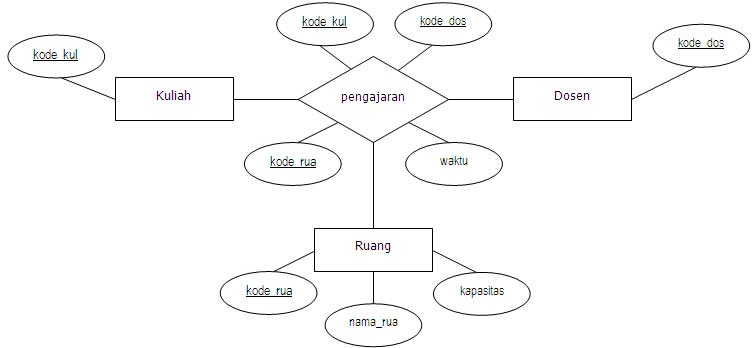 kode_kul
kode_dos
kode_kul
kode_dos
Kuliah
pengajaran
Dosen
kode_rua
waktu
Ruang
kode_rua
kapasitas
nama_rua